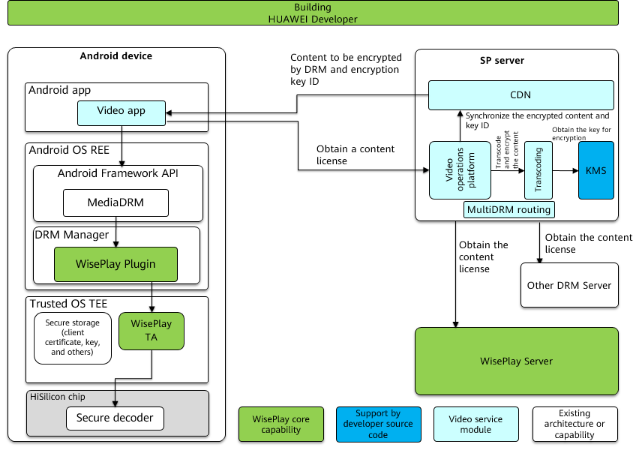 Building
HUAWEI Developer
Android device
Android app
Video app
Android OS REE
Android Framework API
MediaDRM
DRM Manager
WisePlay Plugin
Trusted OS TEE
Secure storage
(client
certificate, key,
and others)
WisePlay
TA
HiSilicon chip
Secure decoder
Content to be encrypted
by DRM and encryption
key ID
Obtain a content
license
SP server
CDN
Synchronize the encrypted content and
key ID
Video
operations
platform
Transcode
and encrypt
the content
Transcoding
Obtain the key for
encryption
KMS
MultiDRM routing
Obtain the
content
license
Obtain the content
license
Other DRM Server
WisePlay Server
WisePlay core
capability
Support by
developer source
code
Video service
module
Existing
architecture or
capability